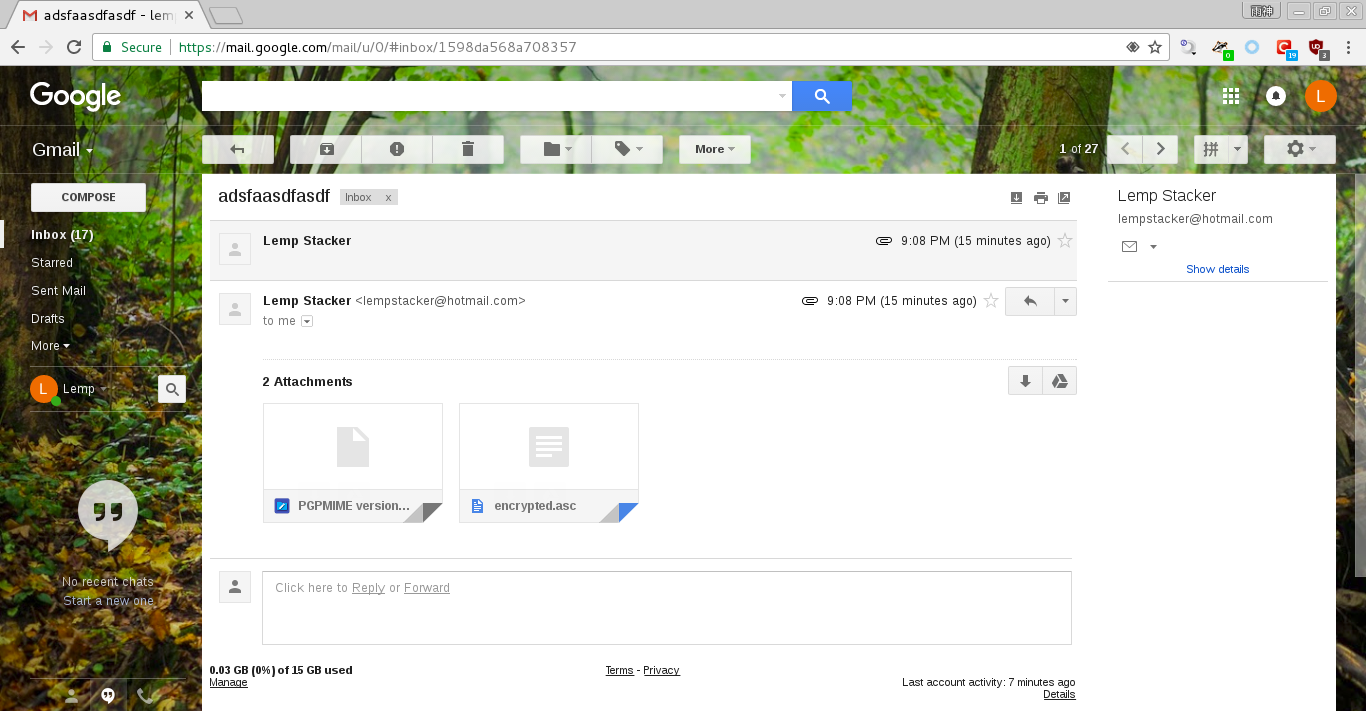 adsfaasdfasdf - lem
雨神
Secure https://mail.google.com/mail/u/0/#inbox/1598da568a708357
0
19
3
Google
L
Gmail
More
1 of 27
COMPOSE
Inbox (17)
Starred
Sent Mail
Drafts
More
L Lemp
No recent chats
Start a new one
adsfaasdfasdf Inbox x
Lemp Stacker 9:08 PM (15 minutes ago)
Lemp Stacker <lempstacker@hotmail.com> 9:08 PM (15 minutes ago)
to me
2 Attachments
PGPMIME version...
encrypted.asc
Click here to Reply or Forward
0.03 GB (0%) of 15 GB used
Manage
Terms - Privacy
Last account activity: 7 minutes ago
Details
Lemp Stacker
lempstacker@hotmail.com
Show details